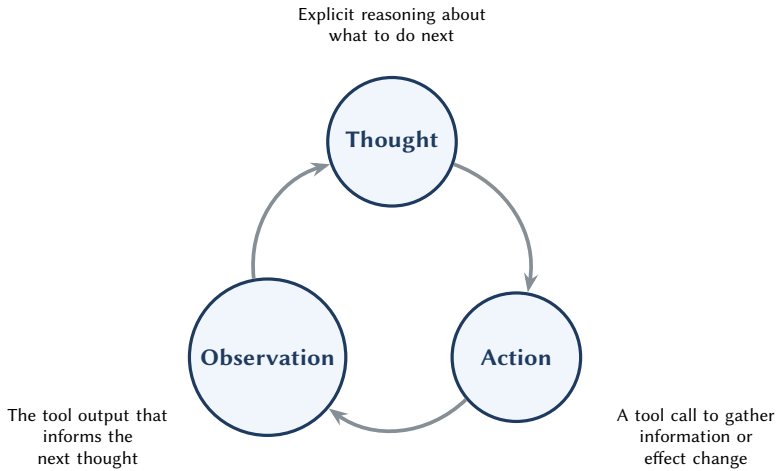 Explicit reasoning about
what to do next
Thought
Observation
Action
The tool output that
informs the
next thought
A tool call to gather
information or
effect change